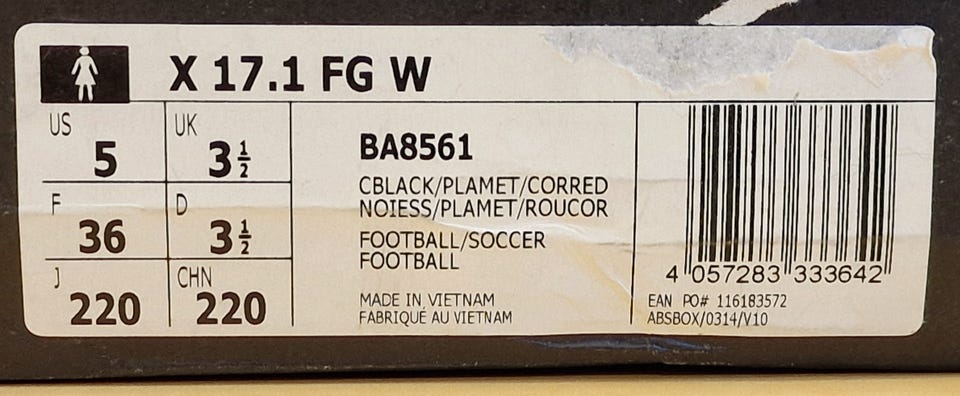 X 17.1 FG W
US 5
UK 3 1/2
F 36
D 3 1/2
J 220
CHN 220
BA8561
CBLACK/PLAMET/CORRED
NOIESS/PLAMET/ROUCOR
FOOTBALL/SOCCER
FOOTBALL
MADE IN VIETNAM
FABRIQUÉ AU VIETNAM
4 057283 333642
EAN PO# 116183572
ABSBOX/0314/V10